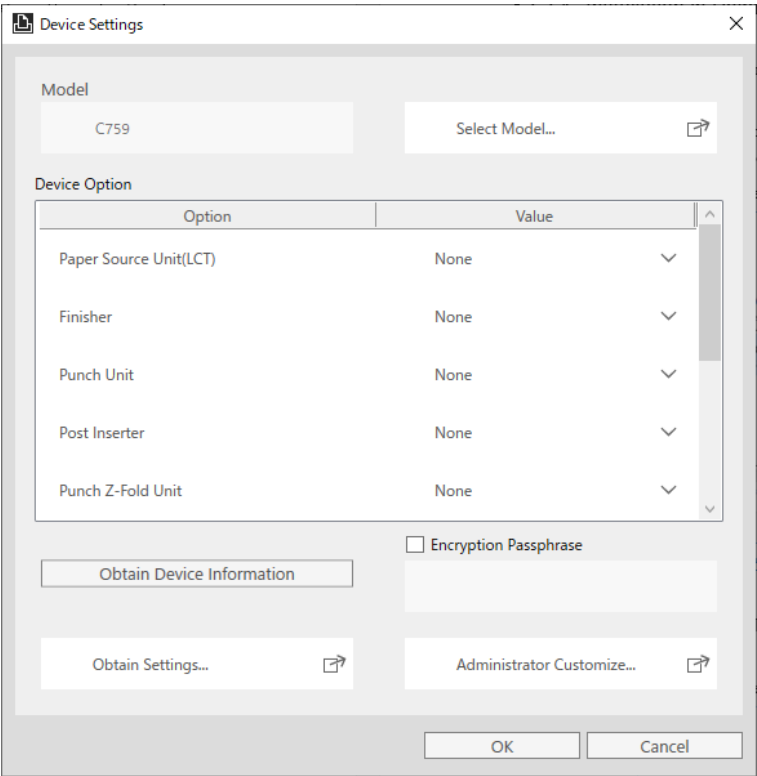 Device Settings
Model
C759
Select Model...
Device Option
Option Value
Paper Source Unit(LCT) None
Finisher None
Punch Unit None
Post Inserter None
Punch Z-Fold Unit None
Encryption Passphrase
Obtain Device Information
Obtain Settings...
Administrator Customize...
OK Cancel